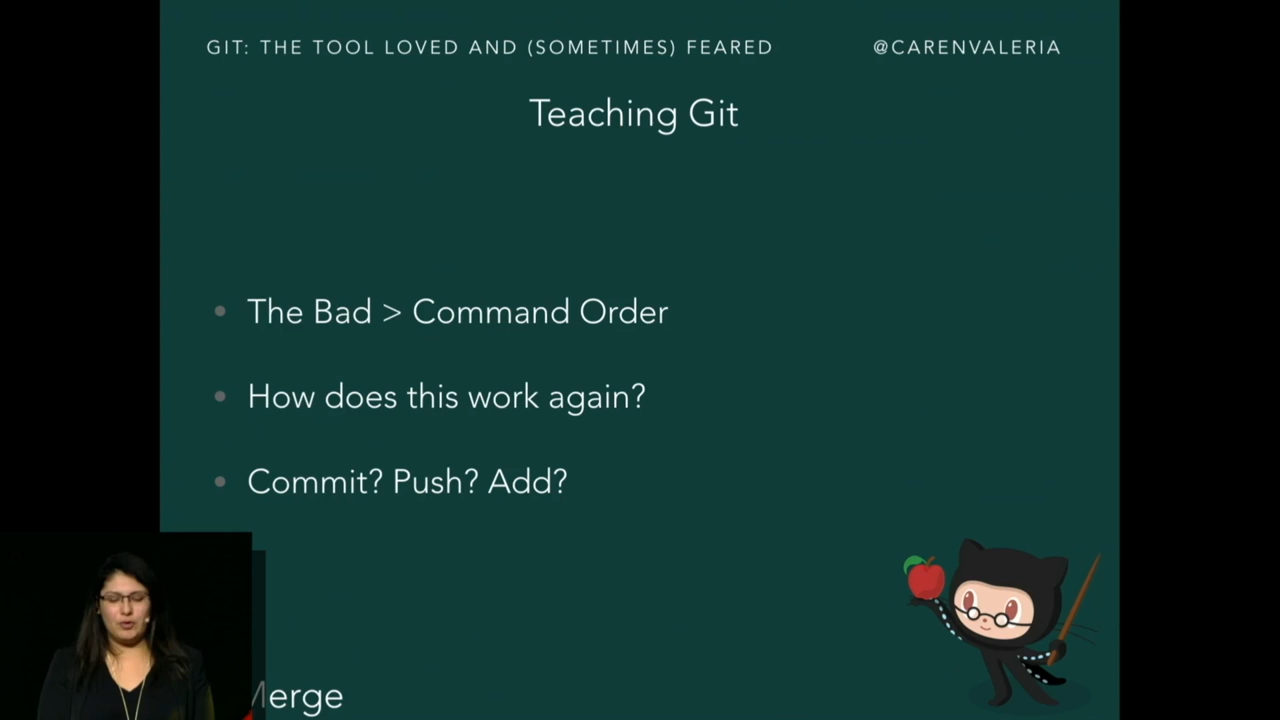 GIT: THE TOOL LOVED AND (SOMETIMES) FEARED
@CARENVALERIA
Teaching Git
• The Bad > Command Order
• How does this work again?
• Commit? Push? Add?
Merge